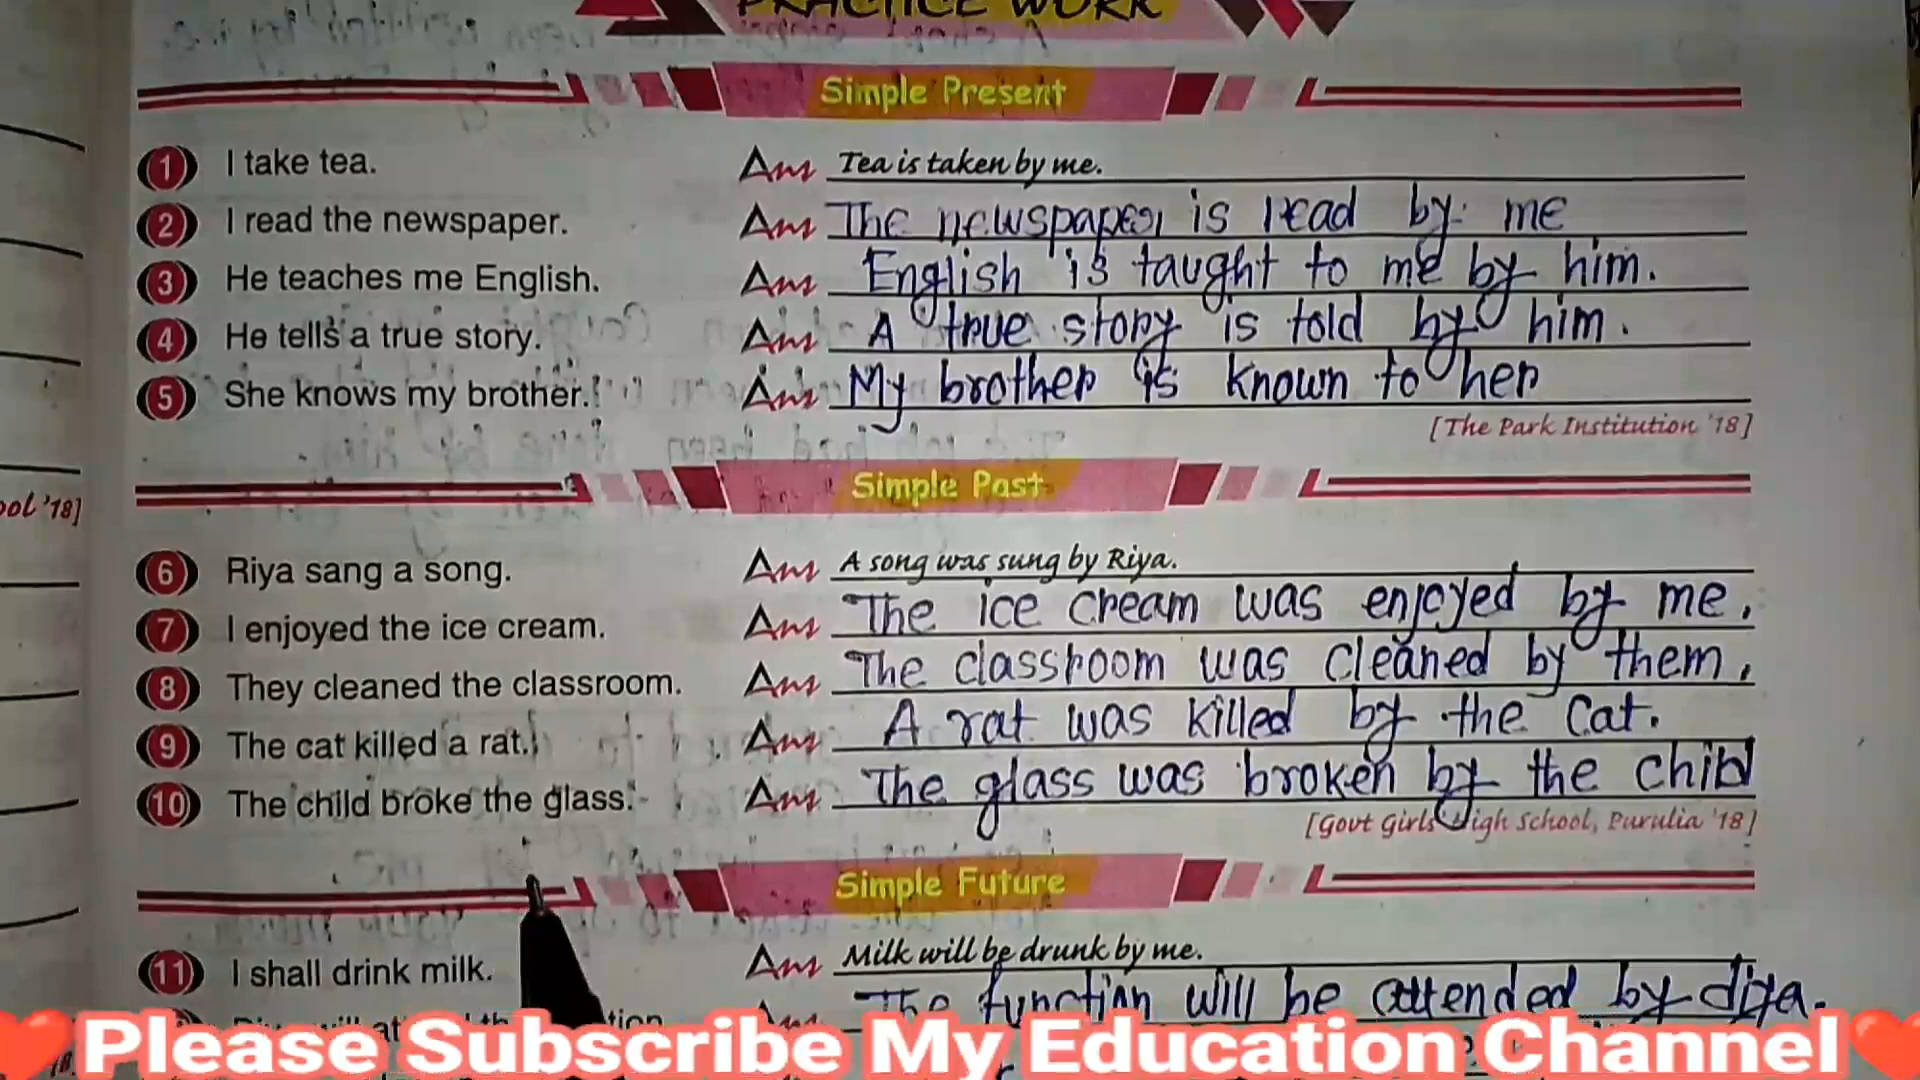 PRACTICE WORK
Simple Present
1 I take tea. Ans Tea is taken by me.
2 I read the newspaper. Ans The newspaper is read by me
3 He teaches me English. Ans English is taught to me by him.
4 He tells a true story. Ans A true story is told by him.
5 She knows my brother. Ans My brother is known to her
[The Park Institution '18]
ool '18]
Simple Past
6 Riya sang a song. Ans A song was sung by Riya.
7 I enjoyed the ice cream. Ans The ice cream was enjoyed by me.
8 They cleaned the classroom. Ans The classroom was cleaned by them.
9 The cat killed a rat. Ans A rat was killed by the cat.
10 The child broke the glass. Ans The glass was broken by the child
[Govt Girls' High School, Purulia '18]
Simple Future
11 I shall drink milk. Ans Milk will be drunk by me.
Ans The function will be attended by diya.
Please Subscribe My Education Channel